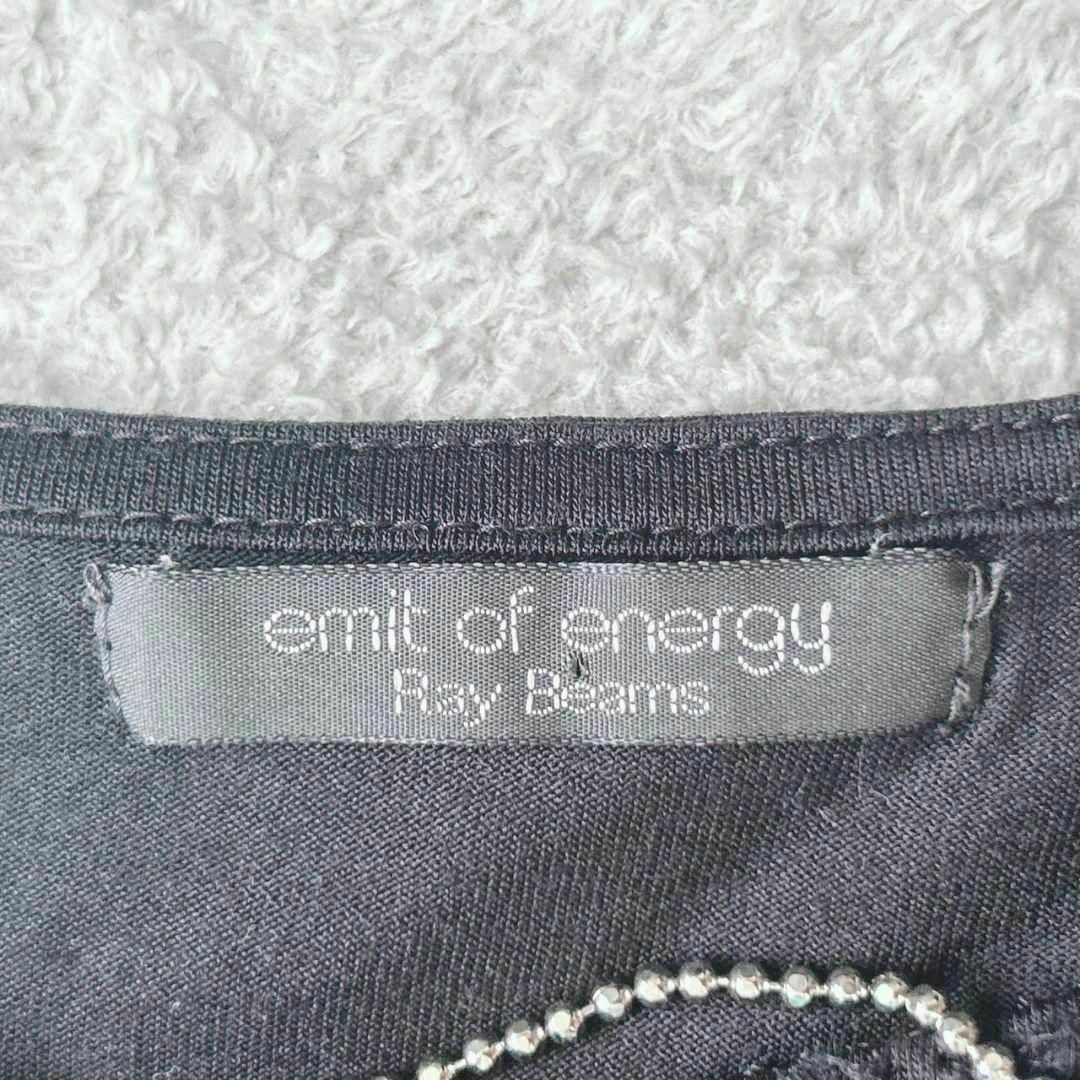 emit of energy
Ray Beams